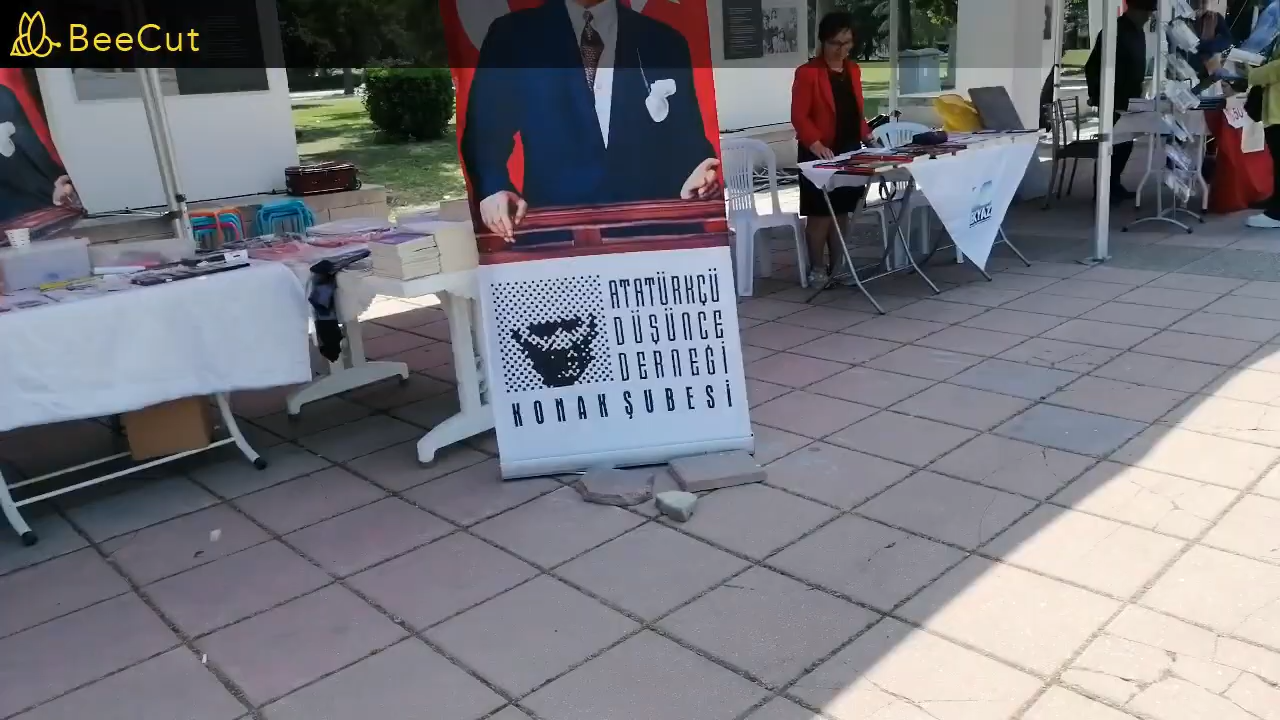 BeeCut
ATATÜRKÇÜ
DÜŞÜNCE
DERNEĞİ
KONAK ŞUBESİ